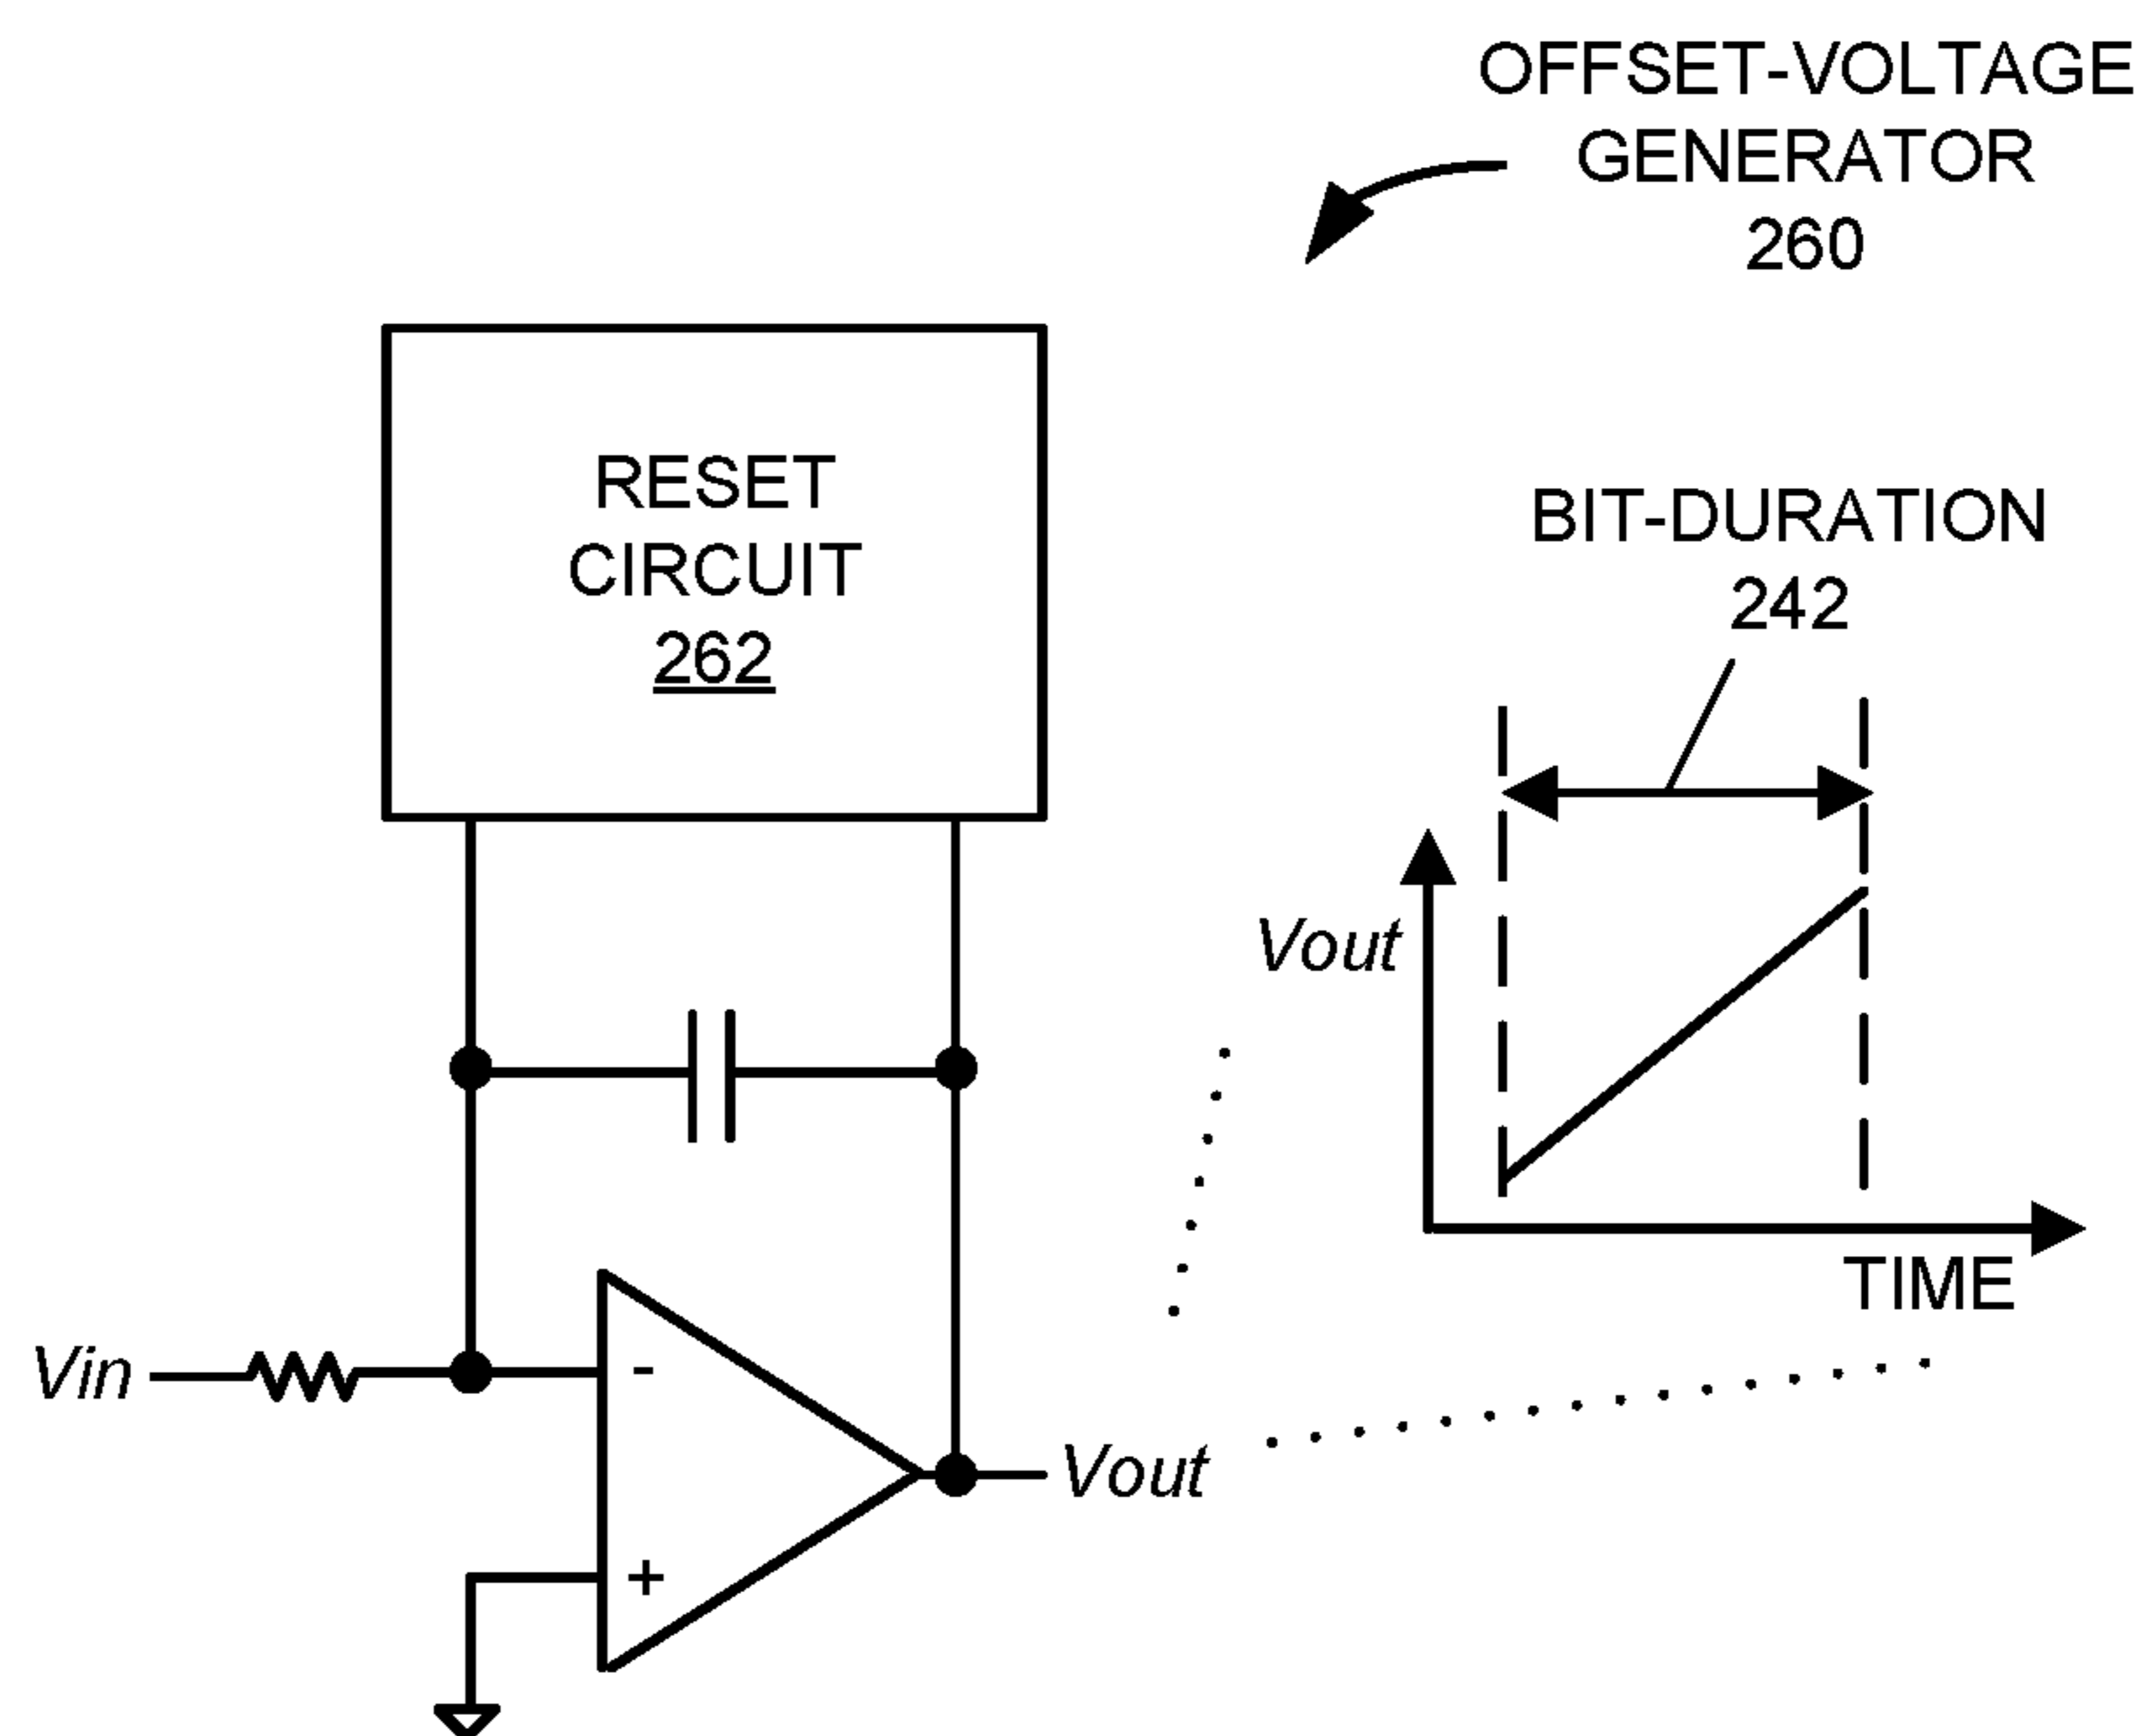 OFFSET-VOLTAGE
GENERATOR
260
RESET
CIRCUIT
262
BIT-DURATION
242
Vout
TIME
Vin
-
+
Vout